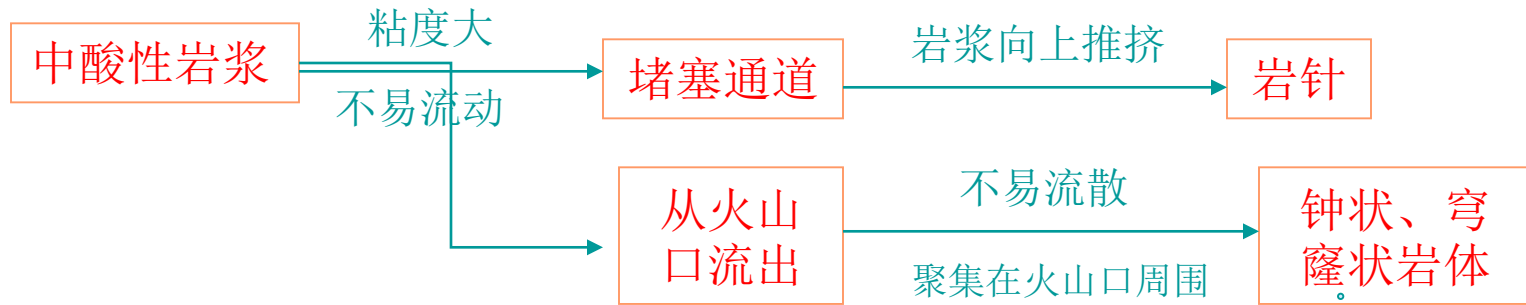 中酸性岩浆
粘度大
不易流动
堵塞通道
岩浆向上推挤
岩针
从火山
口流出
不易流散
聚集在火山口周围
钟状、穹
窿状岩体
。